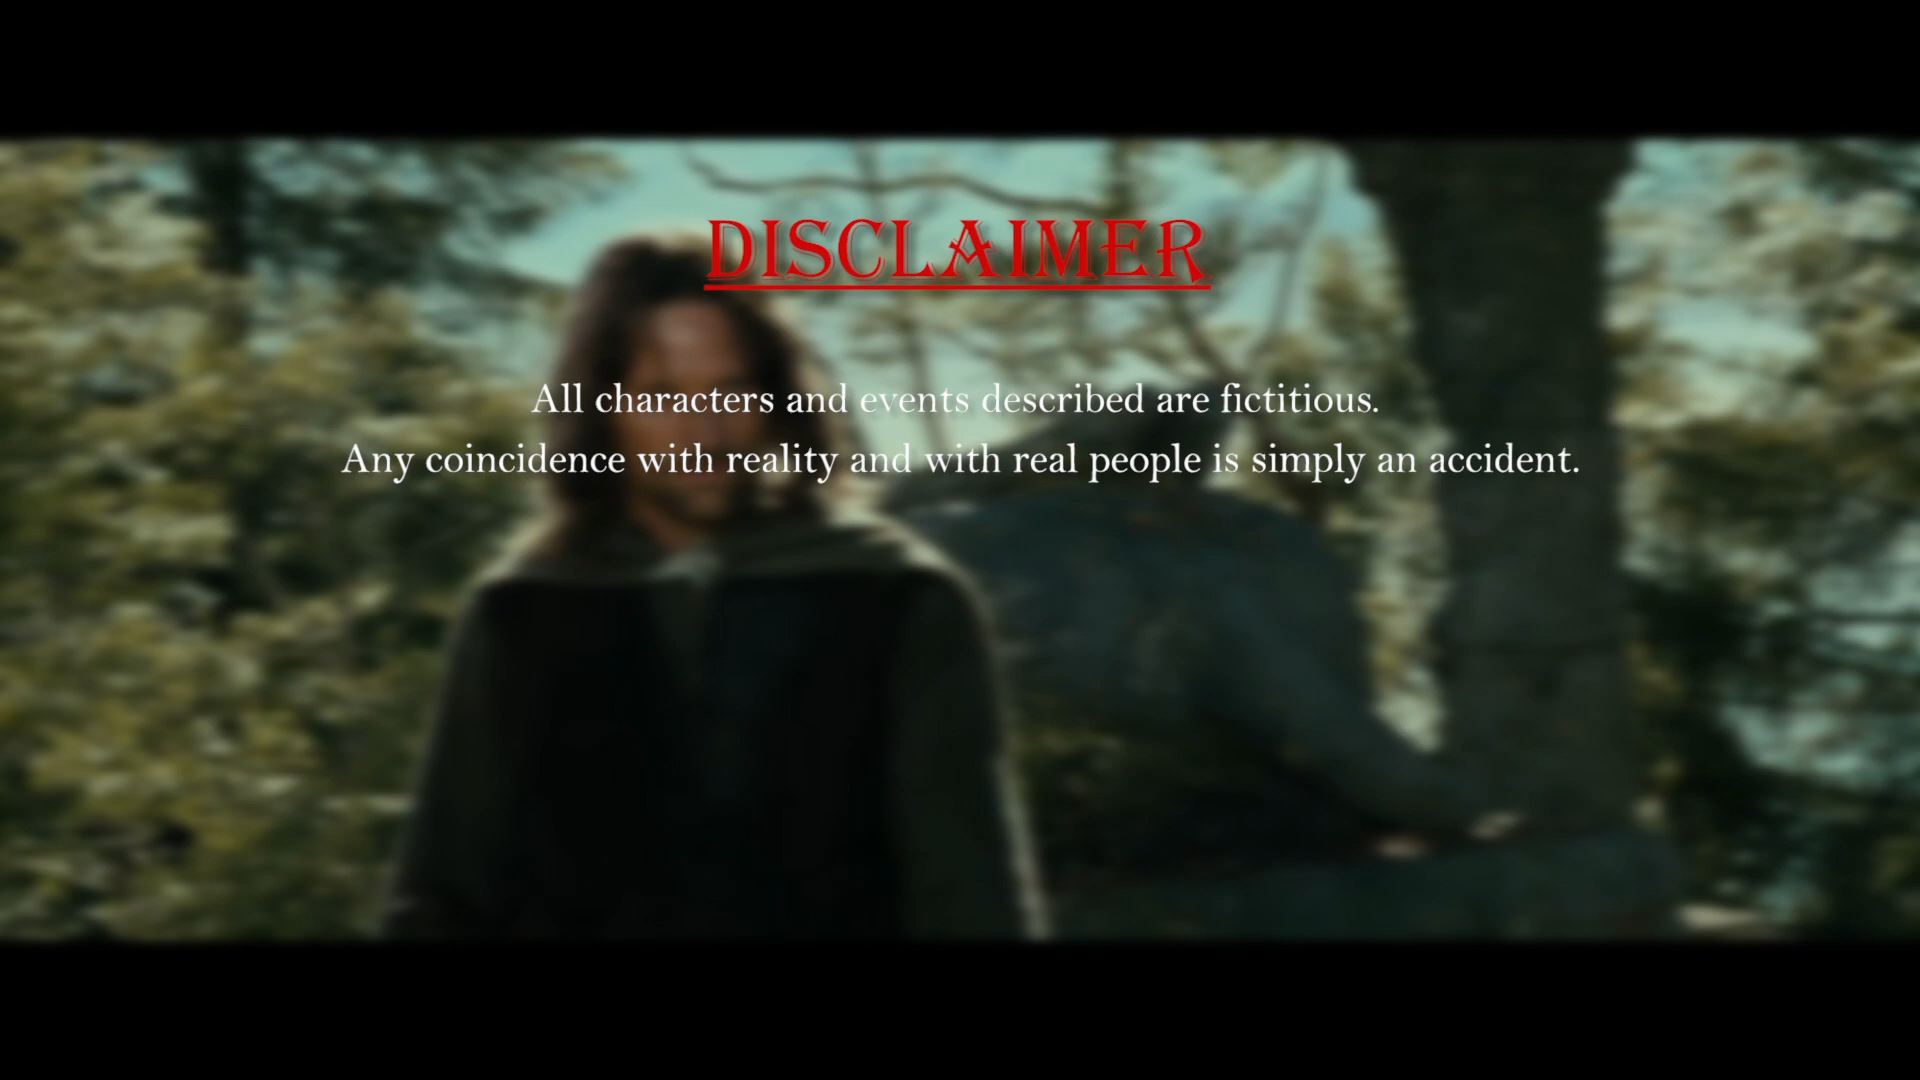 DISCLAIMER
All characters and events described are fictitious.
Any coincidence with reality and with real people is simply an accident.